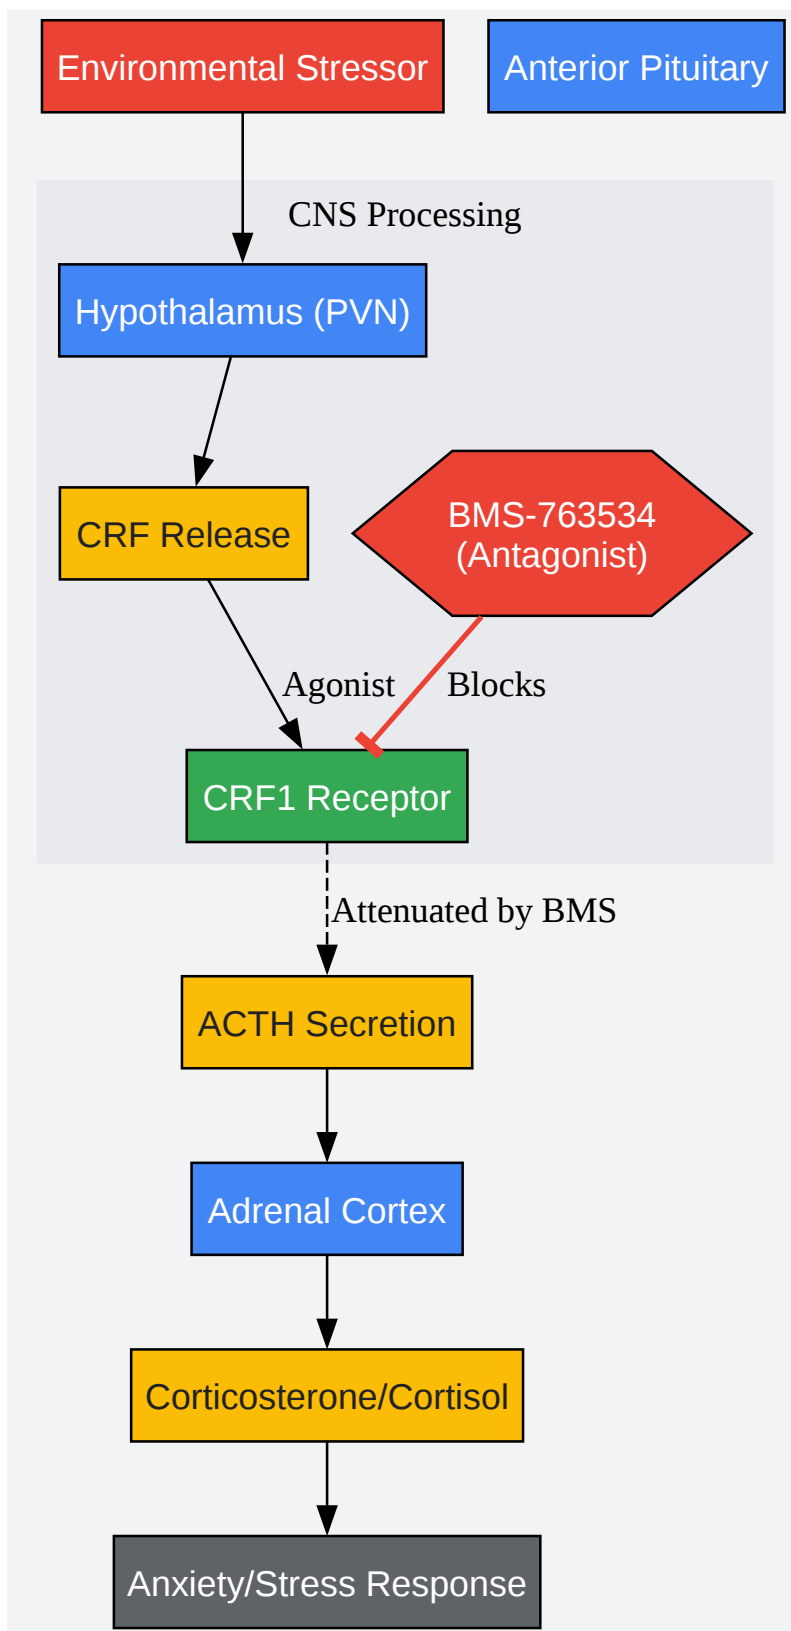 Environmental Stressor
Anterior Pituitary
CNS Processing
Hypothalamus (PVN)
CRF Release
BMS-763534
(Antagonist)
Agonist
Blocks
CRF1 Receptor
Attenuated by BMS
ACTH Secretion
Adrenal Cortex
Corticosterone/Cortisol
Anxiety/Stress Response